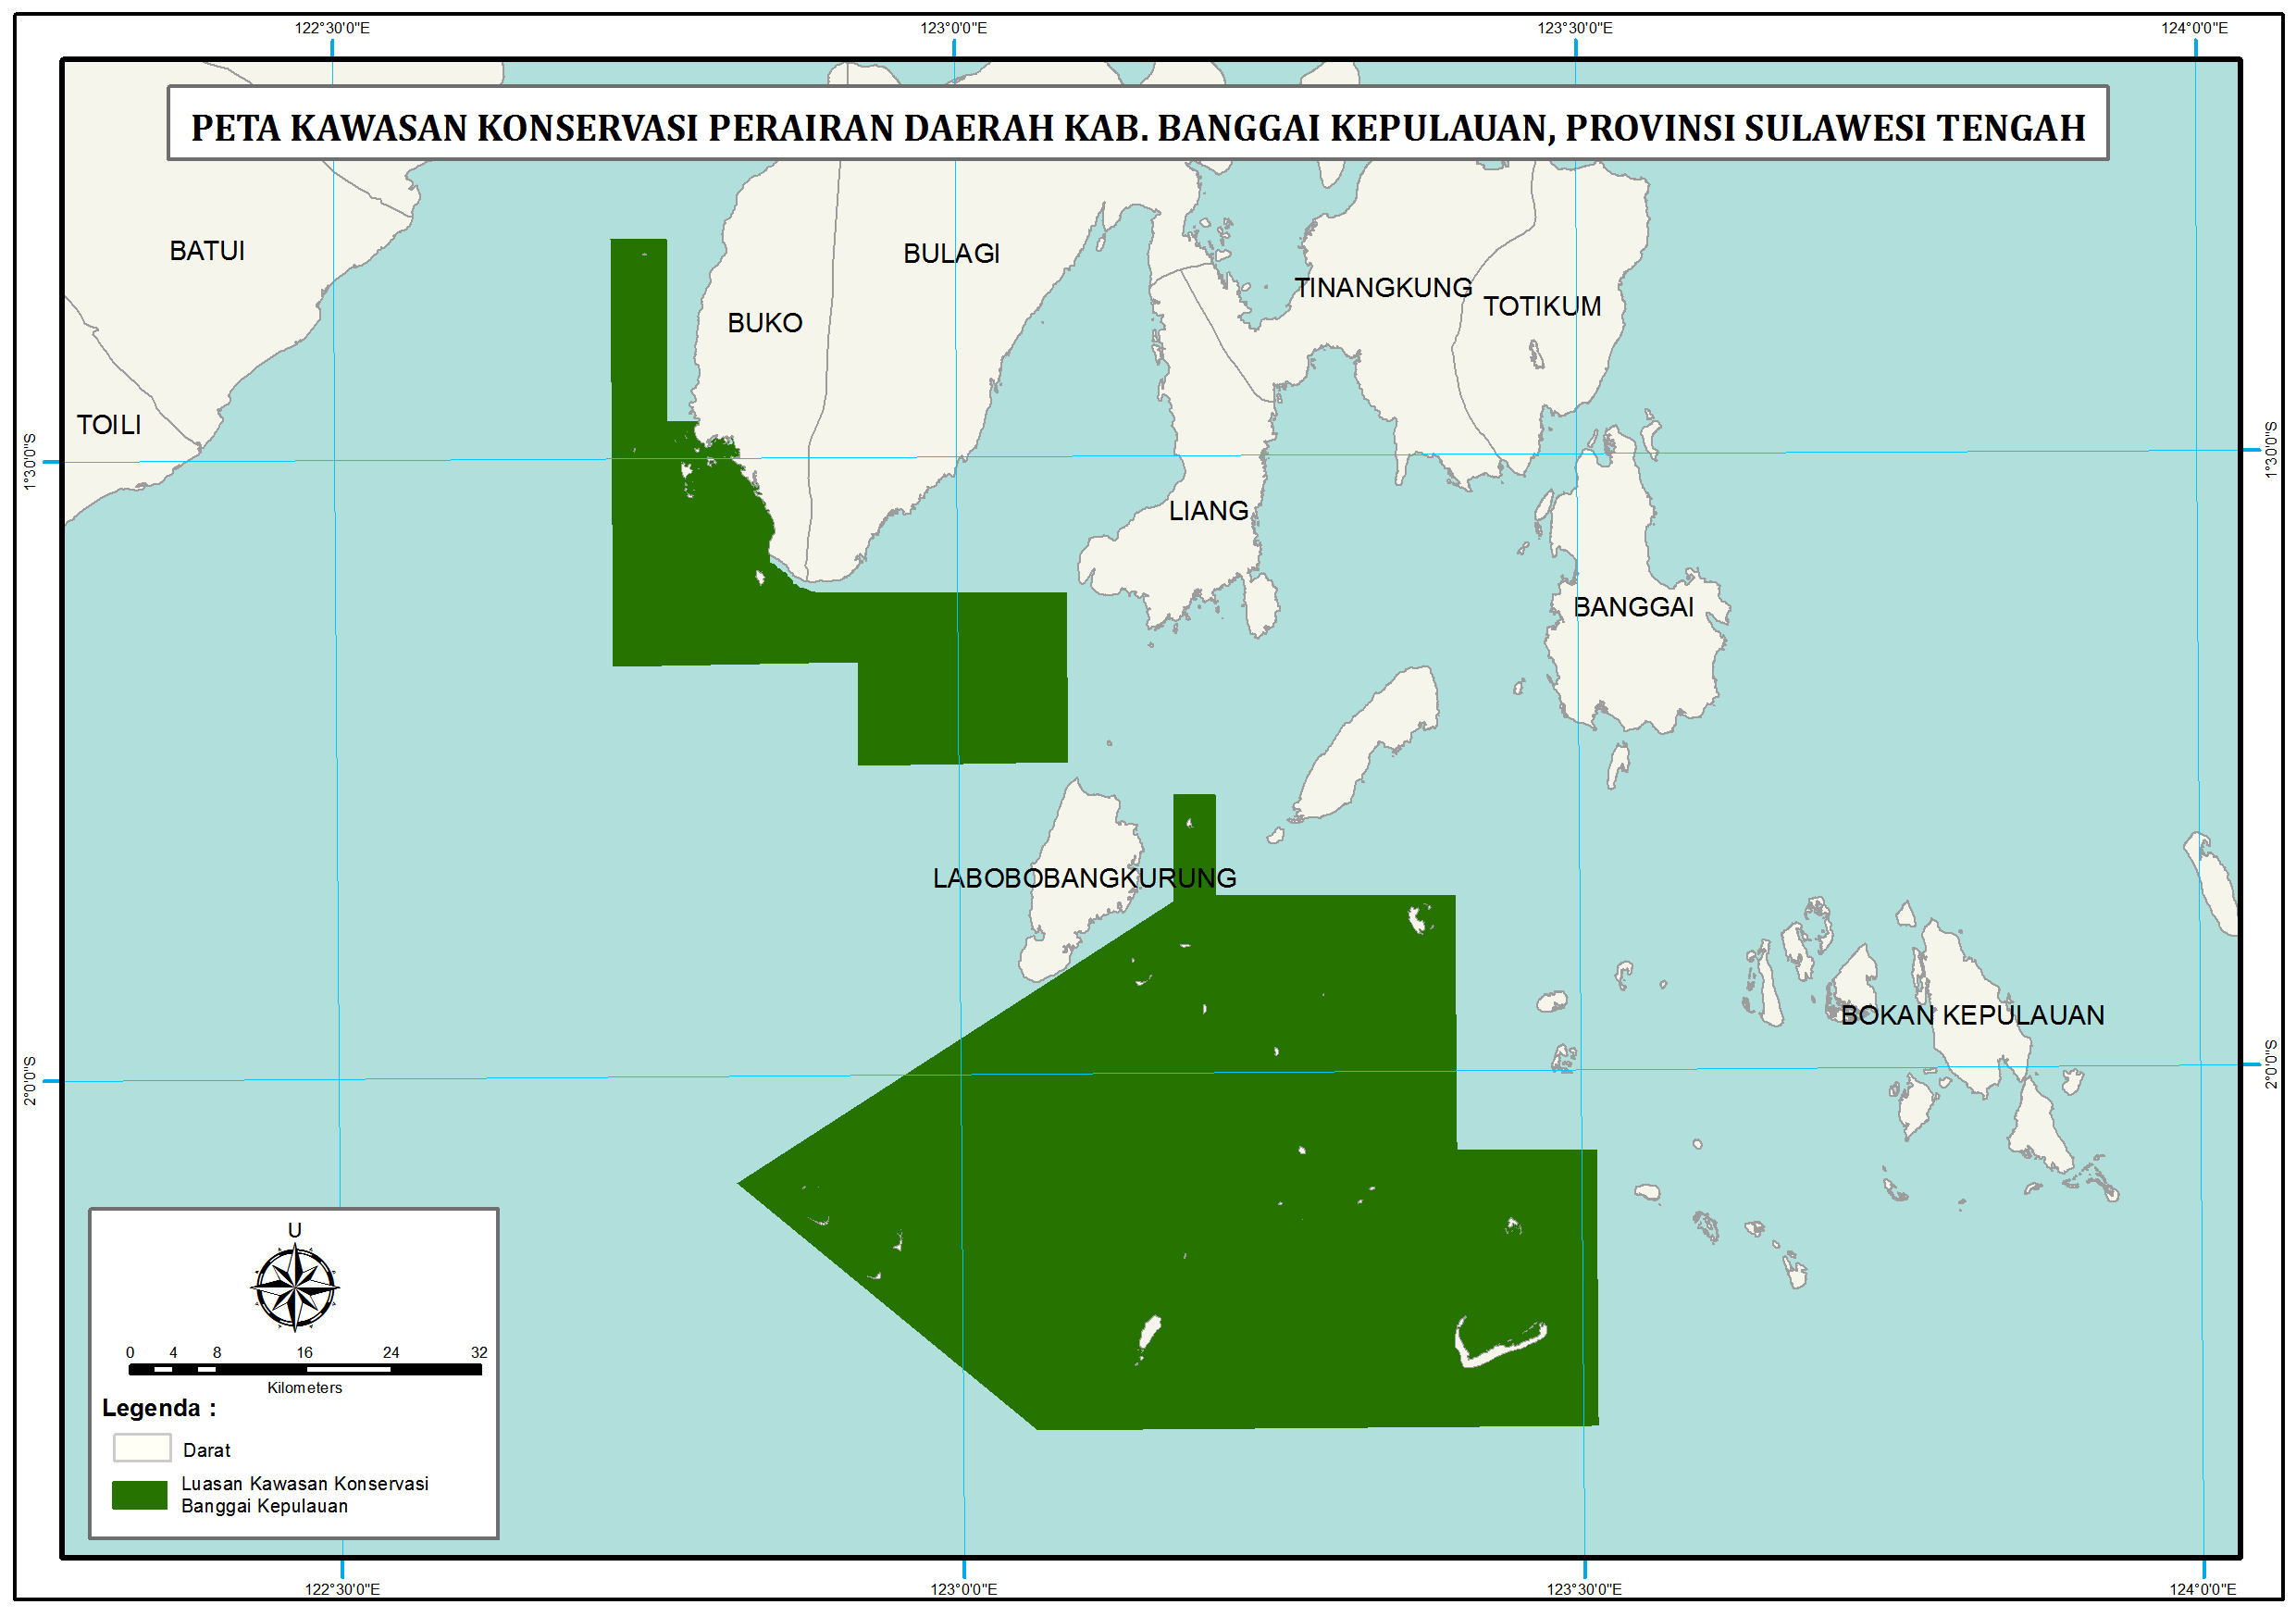 122°30'0"E 123°0'0"E 123°30'0"E 124°0'0"E
PETA KAWASAN KONSERVASI PERAIRAN DAERAH KAB. BANGGAI KEPULAUAN, PROVINSI SULAWESI TENGAH
BATUI
BULAGI
TINANGKUNG
TOTIKUM
BUKO
TOILI
1°30'0"S
1°30'0"S
LIANG
BANGGAI
LABOBOBANGKURUNG
BOKAN KEPULAUAN
2°0'0"S
2°0'0"S
U
0 4 8 16 24 32
Kilometers
Legenda :
Darat
Luasan Kawasan Konservasi
Banggai Kepulauan
122°30'0"E 123°0'0"E 123°30'0"E 124°0'0"E